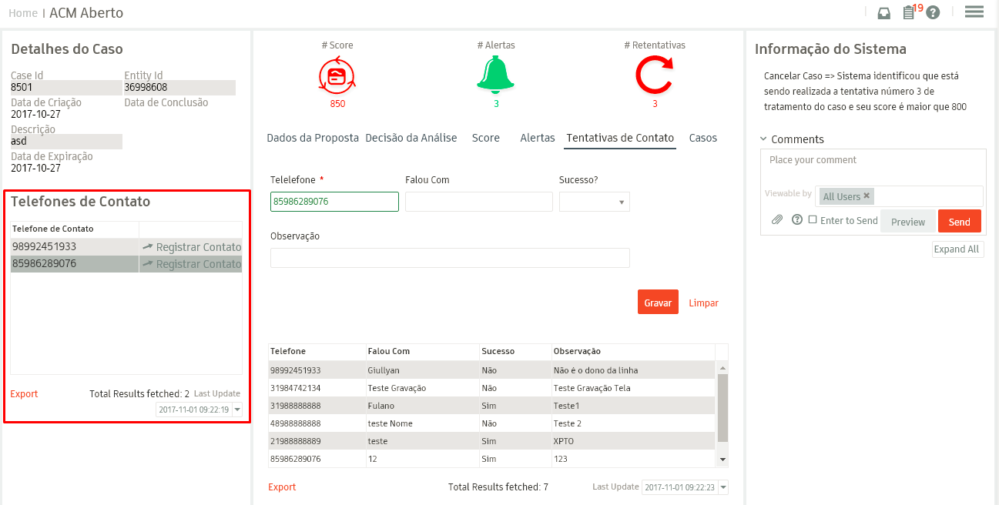 Home | ACM Aberto
19
Detalhes do Caso
Case Id Entity Id
8501 36998608
Data de Criação Data de Conclusão
2017-10-27
Descrição
asd
Data de Expiração
2017-10-27
Telefones de Contato
Telefone de Contato
98992451933 Registrar Contato
85986289076 Registrar Contato
Export Total Results fetched: 2 Last Update
2017-11-01 09:22:19
# Score # Alertas # Retentativas
850 3 3
Dados da Proposta Decisão da Análise Score Alertas Tentativas de Contato Casos
Telelefone * Falou Com Sucesso?
85986289076
Observação
Gravar Limpar
Telefone Falou Com Sucesso Observação
98992451933 Giullyan Não Não é o dono da linha
31984742134 Teste Gravação Não Teste Gravação Tela
31988888888 Fulano Sim Teste1
48988888888 teste Nome Não Teste 2
21988888889 teste Sim XPTO
85986289076 12 Sim 123
Export Total Results fetched: 7 Last Update 2017-11-01 09:22:23
Informação do Sistema
Cancelar Caso => Sistema identificou que está
sendo realizada a tentativa número 3 de
tratamento do caso e seu score é maior que 800
Comments
Place your comment
Viewable by All Users ×
Enter to Send Preview Send
Expand All